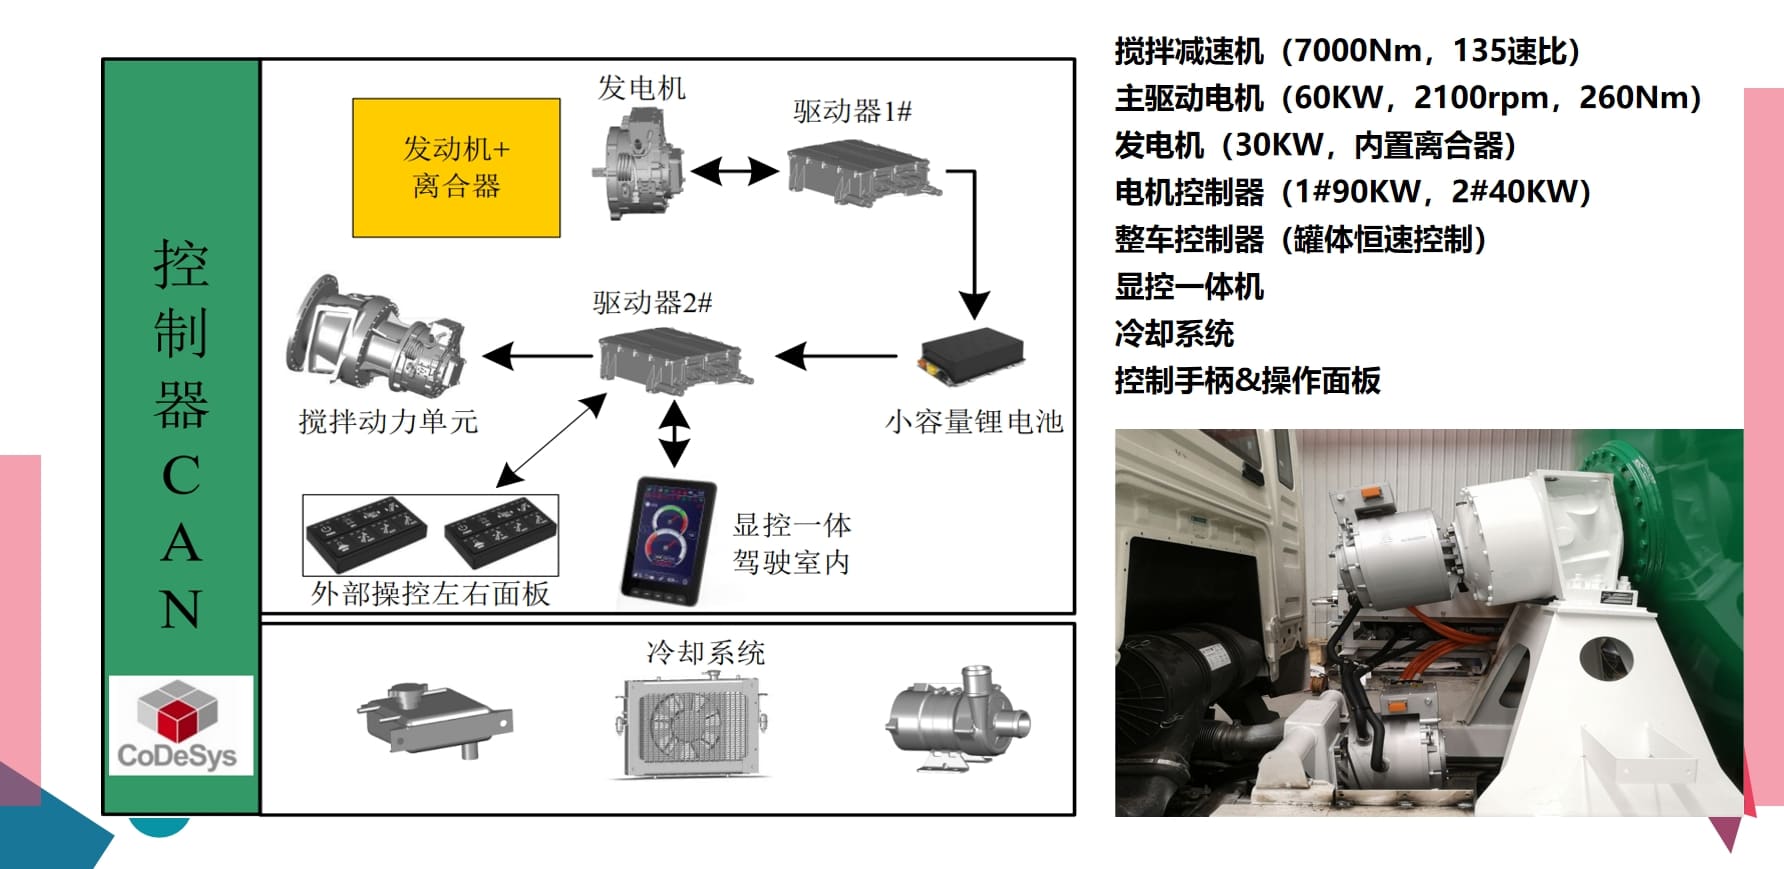 控
制
器
C
A
N
CoDeSys
发动机+
离合器
发电机
驱动器1#
搅拌动力单元
驱动器2#
小容量锂电池
外部操控左右面板
显控一体
驾驶室内
冷却系统
搅拌减速机（7000Nm，135速比）
主驱动电机（60KW，2100rpm，260Nm）
发电机（30KW，内置离合器）
电机控制器（1#90KW，2#40KW）
整车控制器（罐体恒速控制）
显控一体机
冷却系统
控制手柄&操作面板